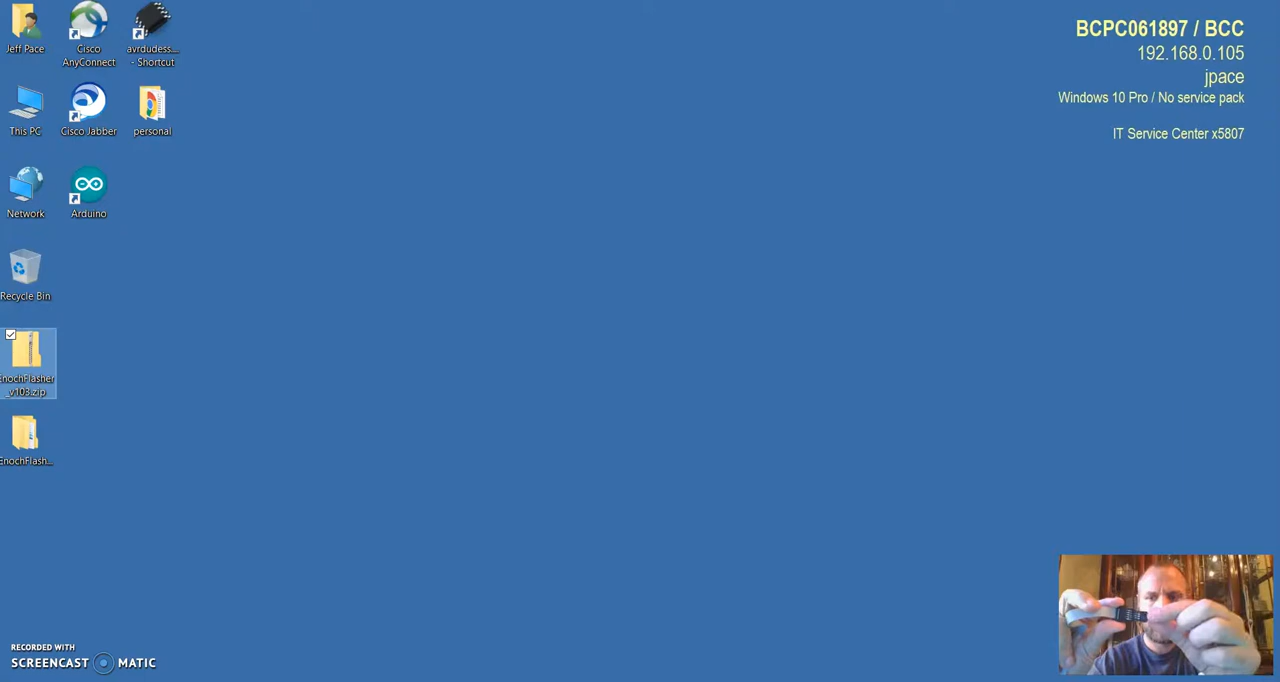 BCPC061897 / BCC
192.168.0.105
jpace
Windows 10 Pro / No service pack
IT Service Center x5807
Jeff Pace
Cisco
AnyConnect
avrdudess...
- Shortcut
This PC
Cisco Jabber
personal
Network
Arduino
Recycle Bin
EnochFlasher
_v103.zip
EnochFlash...
RECORDED WITH
SCREENCAST MATIC